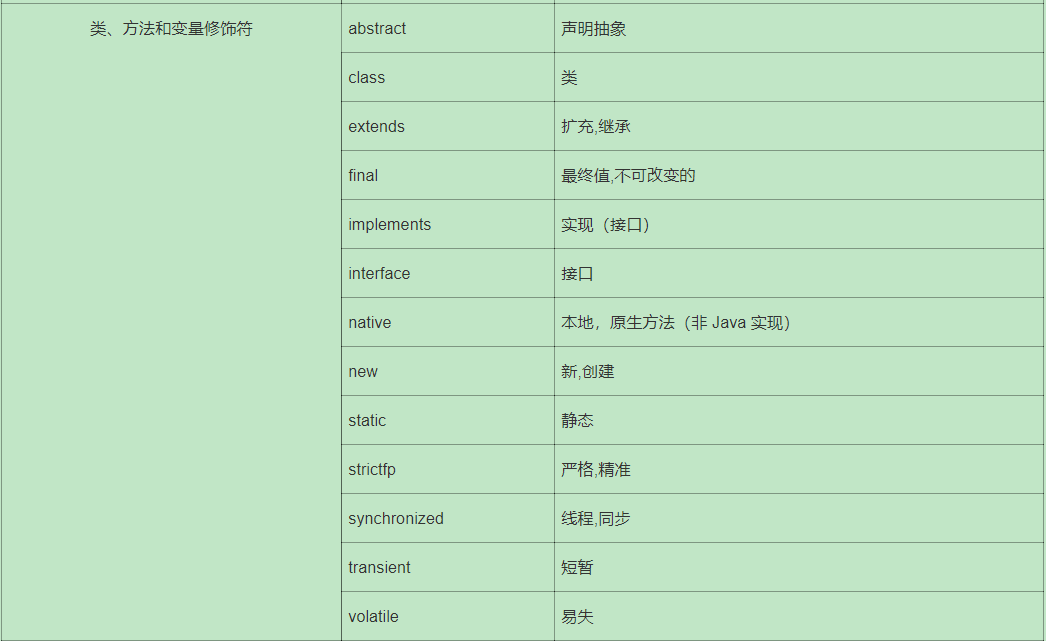 类、方法和变量修饰符
abstract 声明抽象
class 类
extends 扩充,继承
final 最终值,不可改变的
implements 实现（接口）
interface 接口
native 本地，原生方法（非 Java 实现）
new 新,创建
static 静态
strictfp 严格,精准
synchronized 线程,同步
transient 短暂
volatile 易失